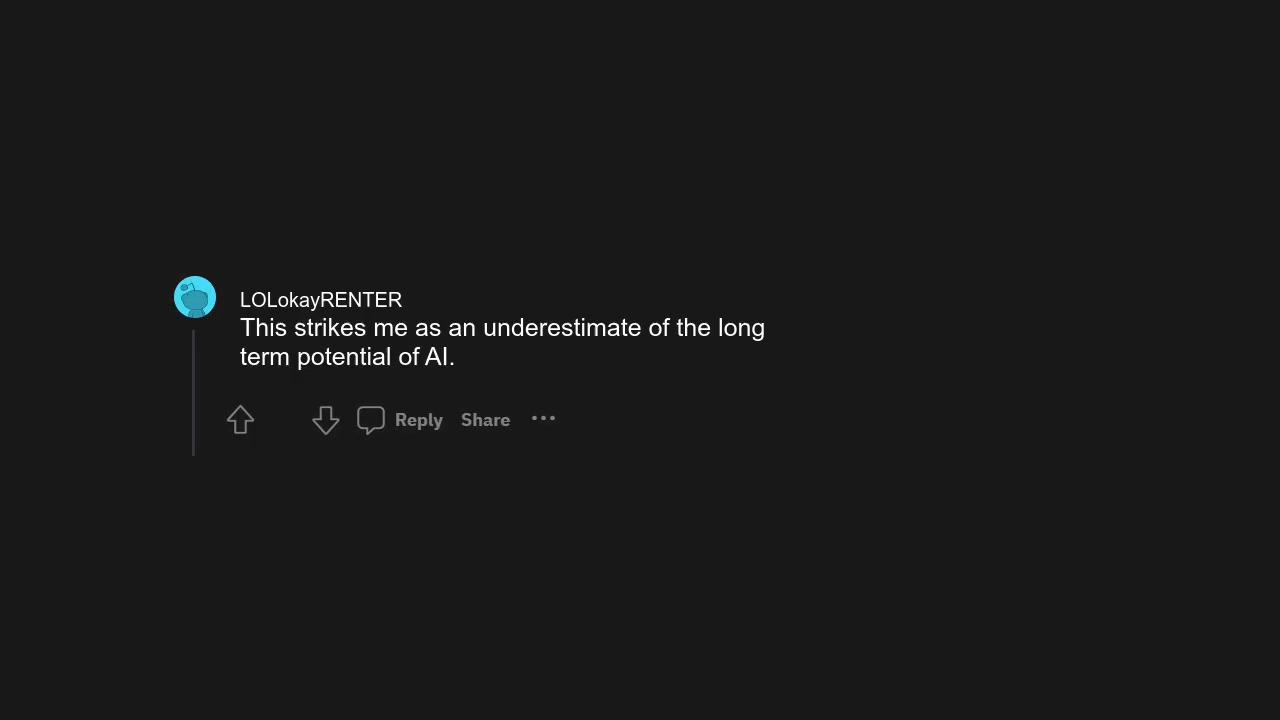 LOLokayRENTER
This strikes me as an underestimate of the long
term potential of AI.
Reply Share